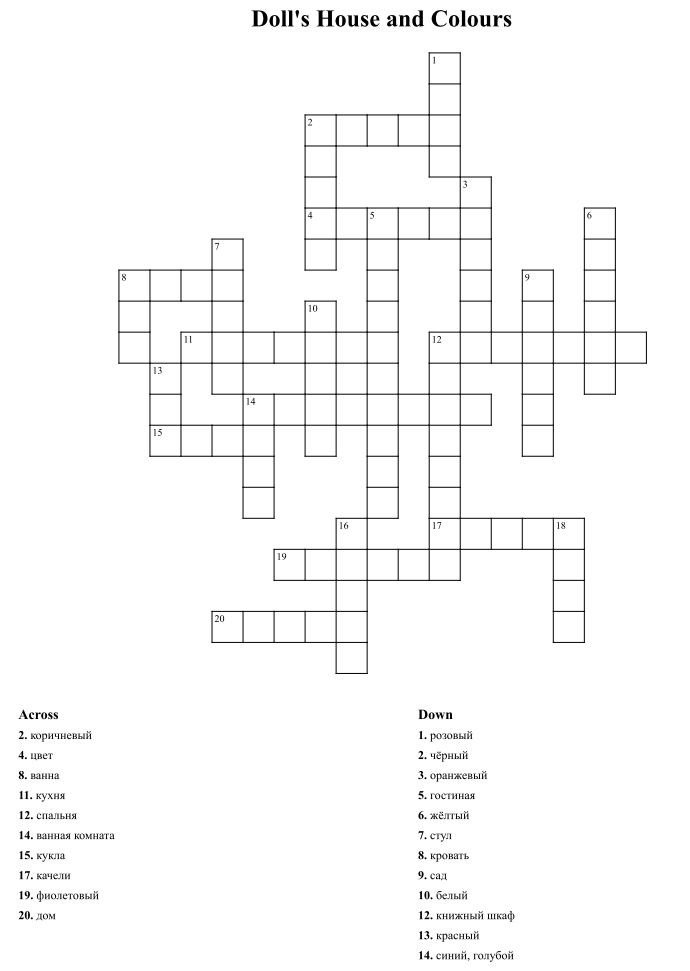 Doll's House and Colours
1
2
3
4 5 6
7
8 9
10
11 12
13
14
15
16 17 18
19
20
Across
2. коричневый
4. цвет
8. ванна
11. кухня
12. спальня
14. ванная комната
15. кукла
17. качели
19. фиолетовый
20. дом
Down
1. розовый
2. чёрный
3. оранжевый
5. гостиная
6. жёлтый
7. стул
8. кровать
9. сад
10. белый
12. книжный шкаф
13. красный
14. синий, голубой